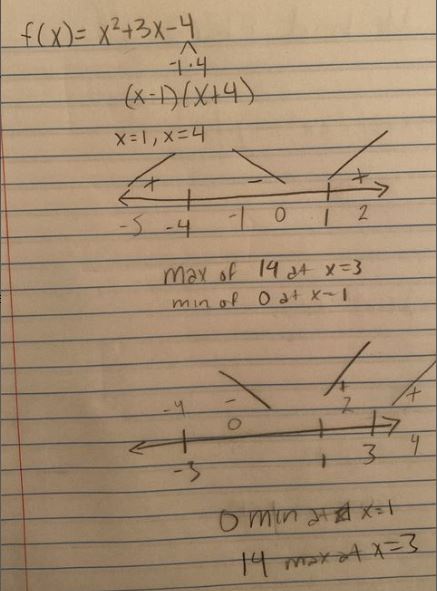 f(x)= x²+3x-4
-1·4
(x-1)(x+4)
x=1, x=4
+ - +
-5 -4 -1 0 1 2
max of 14 at x=3
min of 0 at x=1
-4 - + +
0 2
-3 1 3 4
0 min at x=1
14 max at x=3